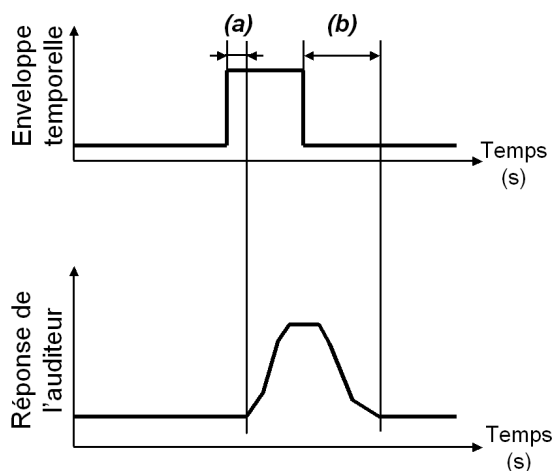 (a)
(b)
Enveloppe
temporelle
Temps
(s)
Réponse de
l'auditeur
Temps
(s)